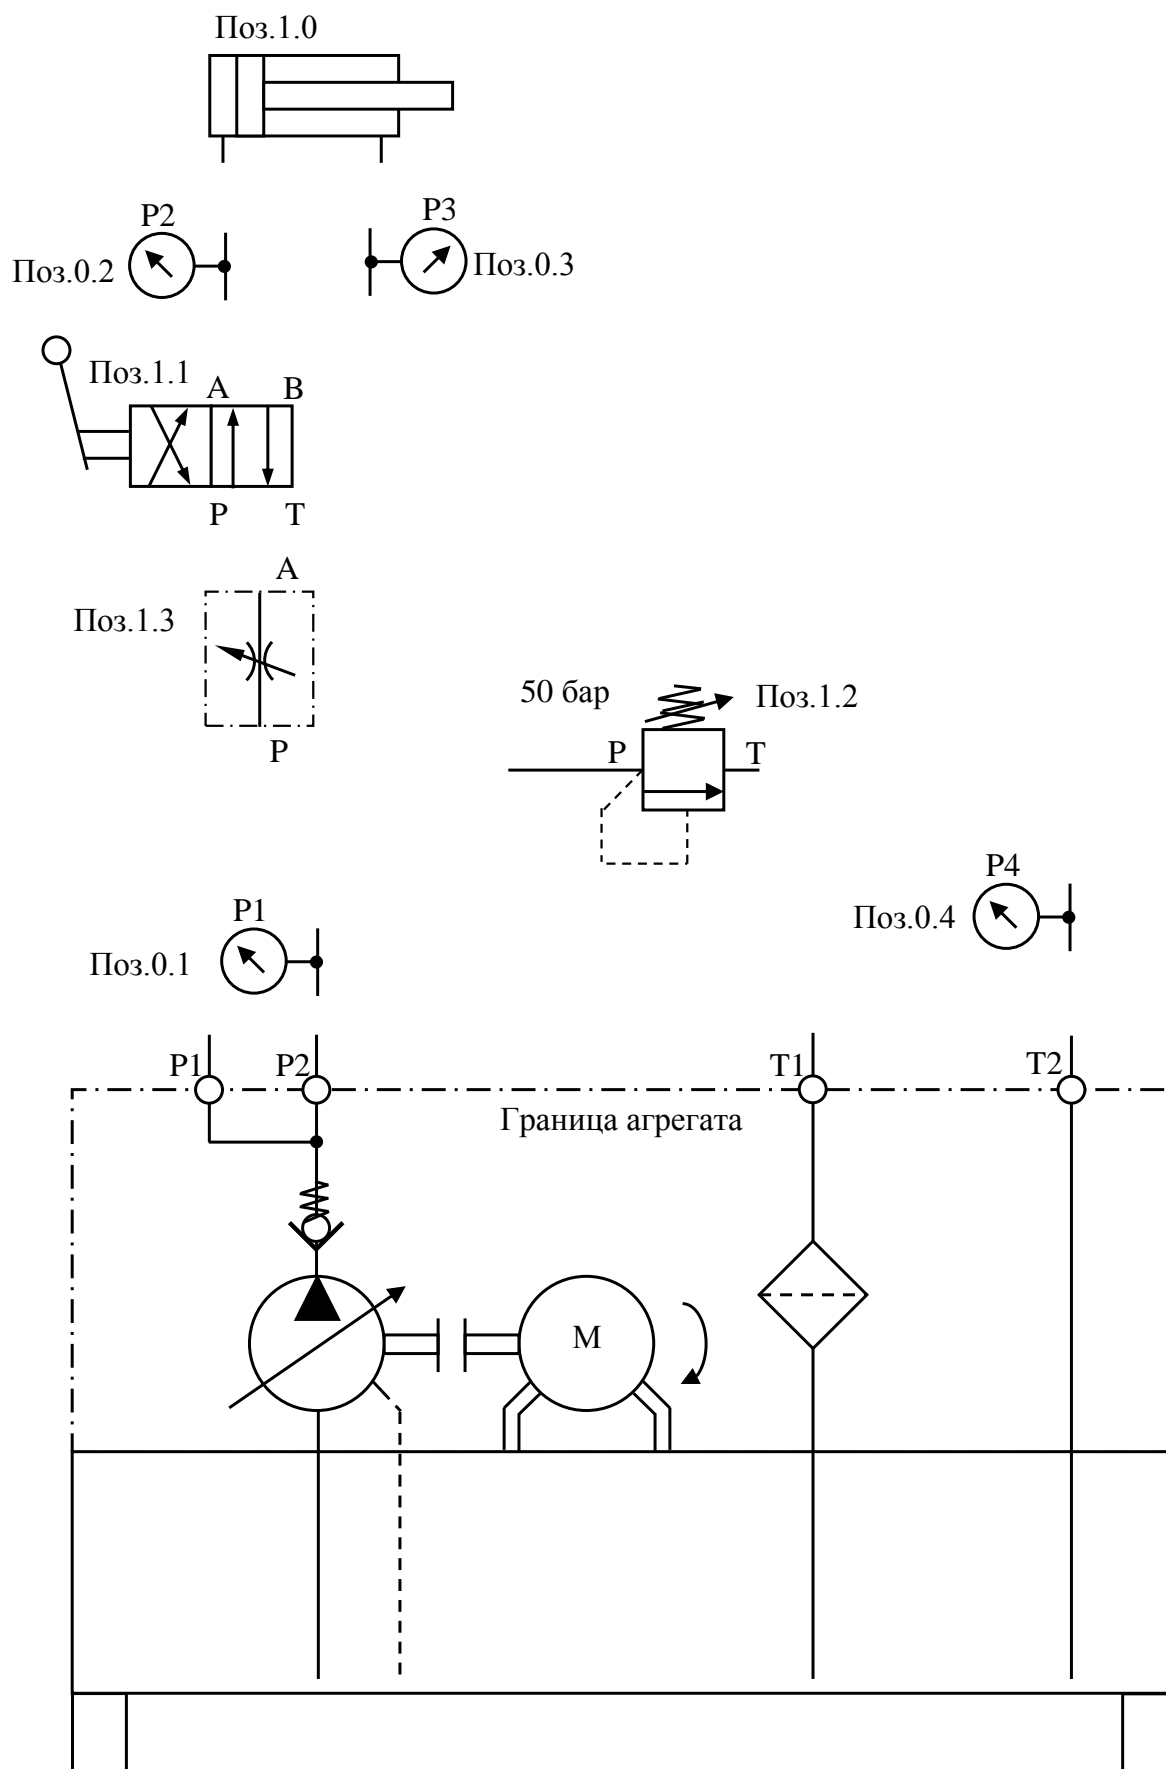 Поз.1.0
P2
P3
Поз.0.2
Поз.0.3
Поз.1.1
A
B
P
T
A
Поз.1.3
P
50 бар
Поз.1.2
P
T
P4
Поз.0.4
P1
Поз.0.1
P1
P2
T1
T2
Граница агрегата
M